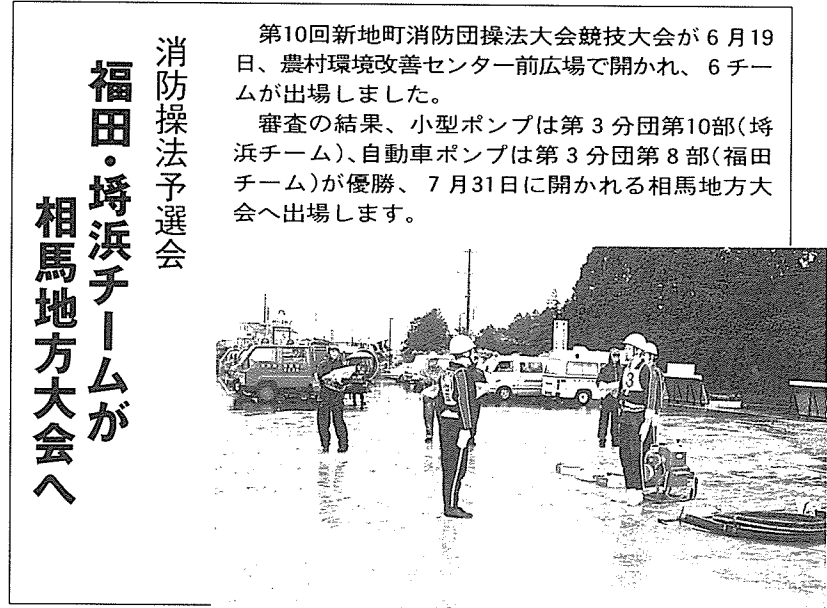 消防操法予選会
福田・埓浜チームが
相馬地方大会へ
第10回新地町消防団操法大会競技大会が6月19
日、農村環境改善センター前広場で開かれ、6チー
ムが出場しました。
審査の結果、小型ポンプは第3分団第10部(埓
浜チーム)、自動車ポンプは第3分団第8部(福田
チーム)が優勝、7月31日に開かれる相馬地方大
会へ出場します。
3